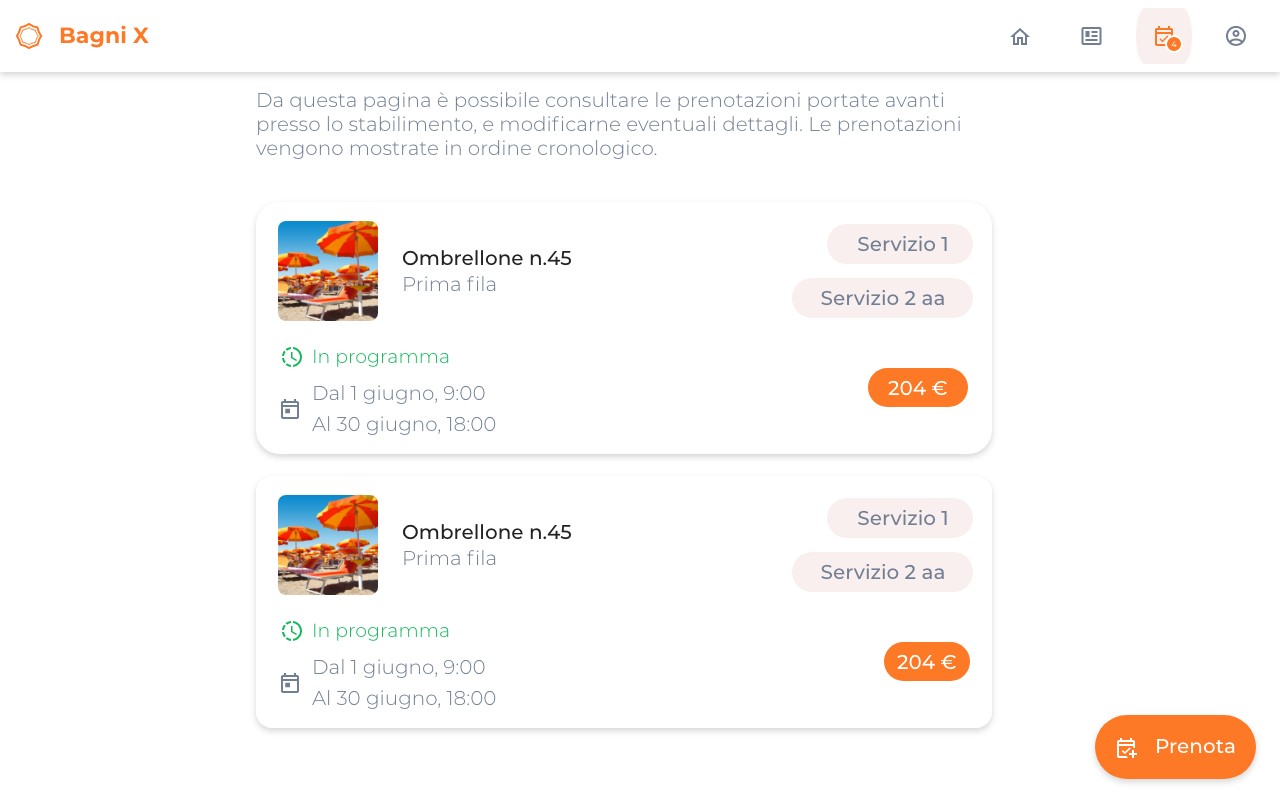 Bagni X
4
Da questa pagina è possibile consultare le prenotazioni portate avanti
presso lo stabilimento, e modificarne eventuali dettagli. Le prenotazioni
vengono mostrate in ordine cronologico.
Ombrellone n.45
Prima fila
Servizio 1
Servizio 2 aa
In programma
Dal 1 giugno, 9:00
Al 30 giugno, 18:00
204 €
Ombrellone n.45
Prima fila
Servizio 1
Servizio 2 aa
In programma
Dal 1 giugno, 9:00
Al 30 giugno, 18:00
204 €
Prenota